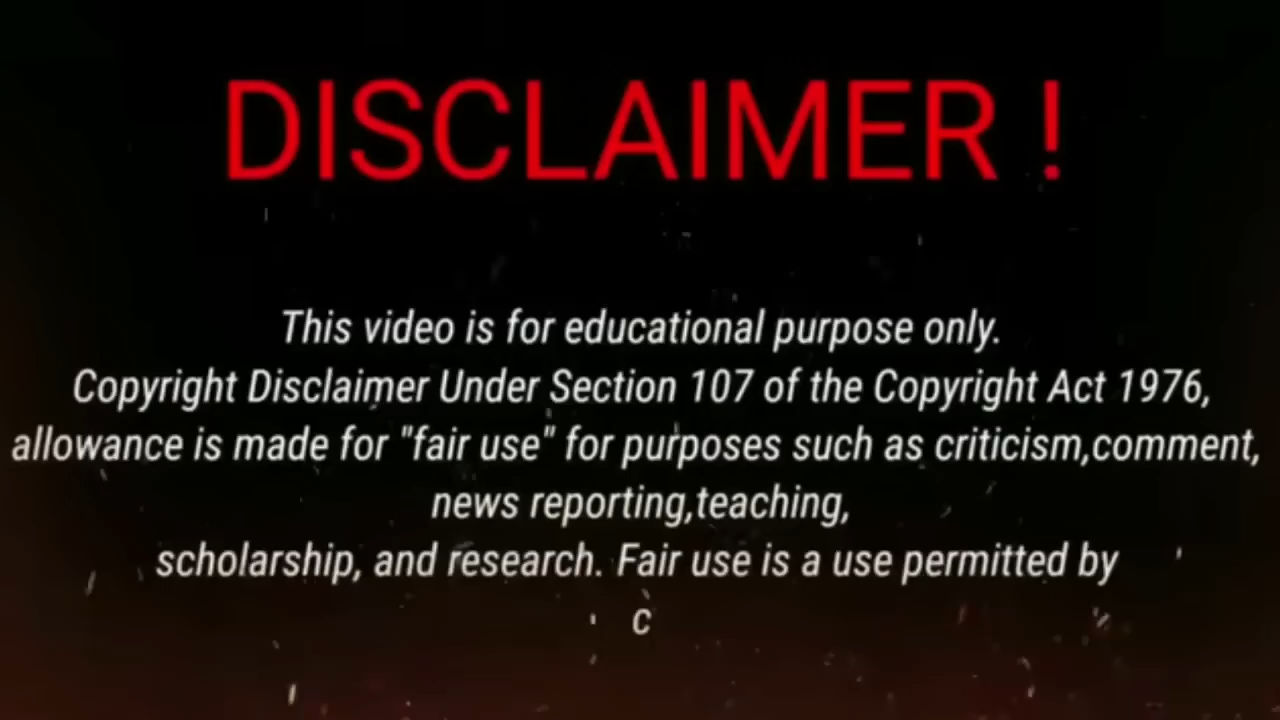 DISCLAIMER !
This video is for educational purpose only.
Copyright Disclaimer Under Section 107 of the Copyright Act 1976,
allowance is made for "fair use" for purposes such as criticism,comment,
news reporting,teaching,
scholarship, and research. Fair use is a use permitted by
c